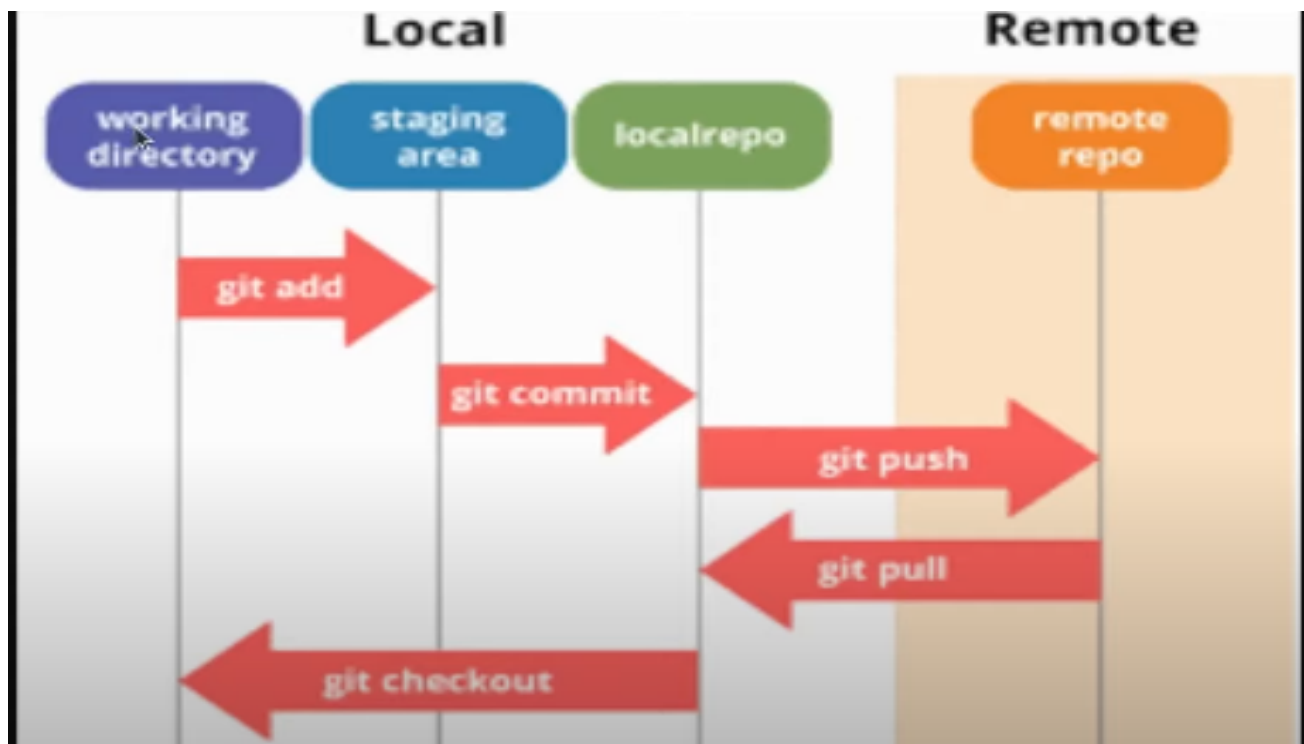 Local
Remote
working
directory
staging
area
localrepo
remote
repo
git add
git commit
git push
git pull
git checkout